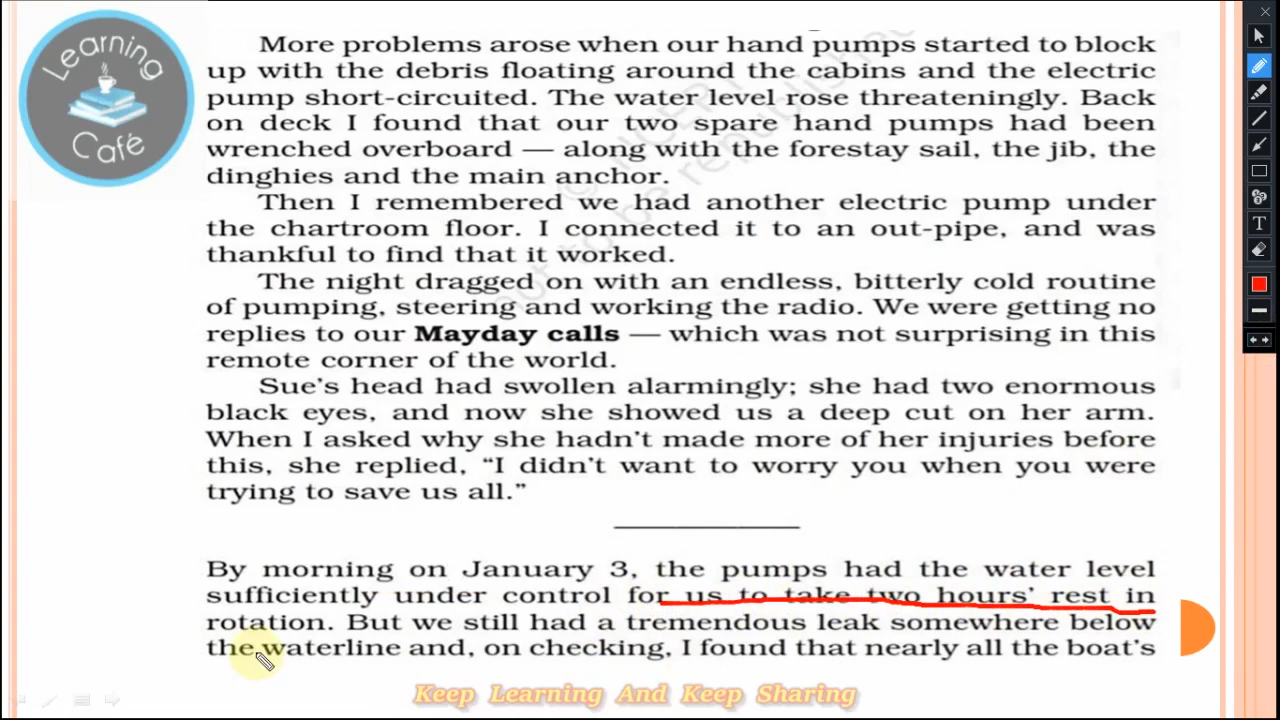 Learning
Café
More problems arose when our hand pumps started to block
up with the debris floating around the cabins and the electric
pump short-circuited. The water level rose threateningly. Back
on deck I found that our two spare hand pumps had been
wrenched overboard — along with the forestay sail, the jib, the
dinghies and the main anchor.
Then I remembered we had another electric pump under
the chartroom floor. I connected it to an out-pipe, and was
thankful to find that it worked.
The night dragged on with an endless, bitterly cold routine
of pumping, steering and working the radio. We were getting no
replies to our Mayday calls — which was not surprising in this
remote corner of the world.
Sue's head had swollen alarmingly; she had two enormous
black eyes, and now she showed us a deep cut on her arm.
When I asked why she hadn't made more of her injuries before
this, she replied, “I didn't want to worry you when you were
trying to save us all.”
By morning on January 3, the pumps had the water level
sufficiently under control for us to take two hours' rest in
rotation. But we still had a tremendous leak somewhere below
the waterline and, on checking, I found that nearly all the boat's
Keep Learning And Keep Sharing
not to be republished